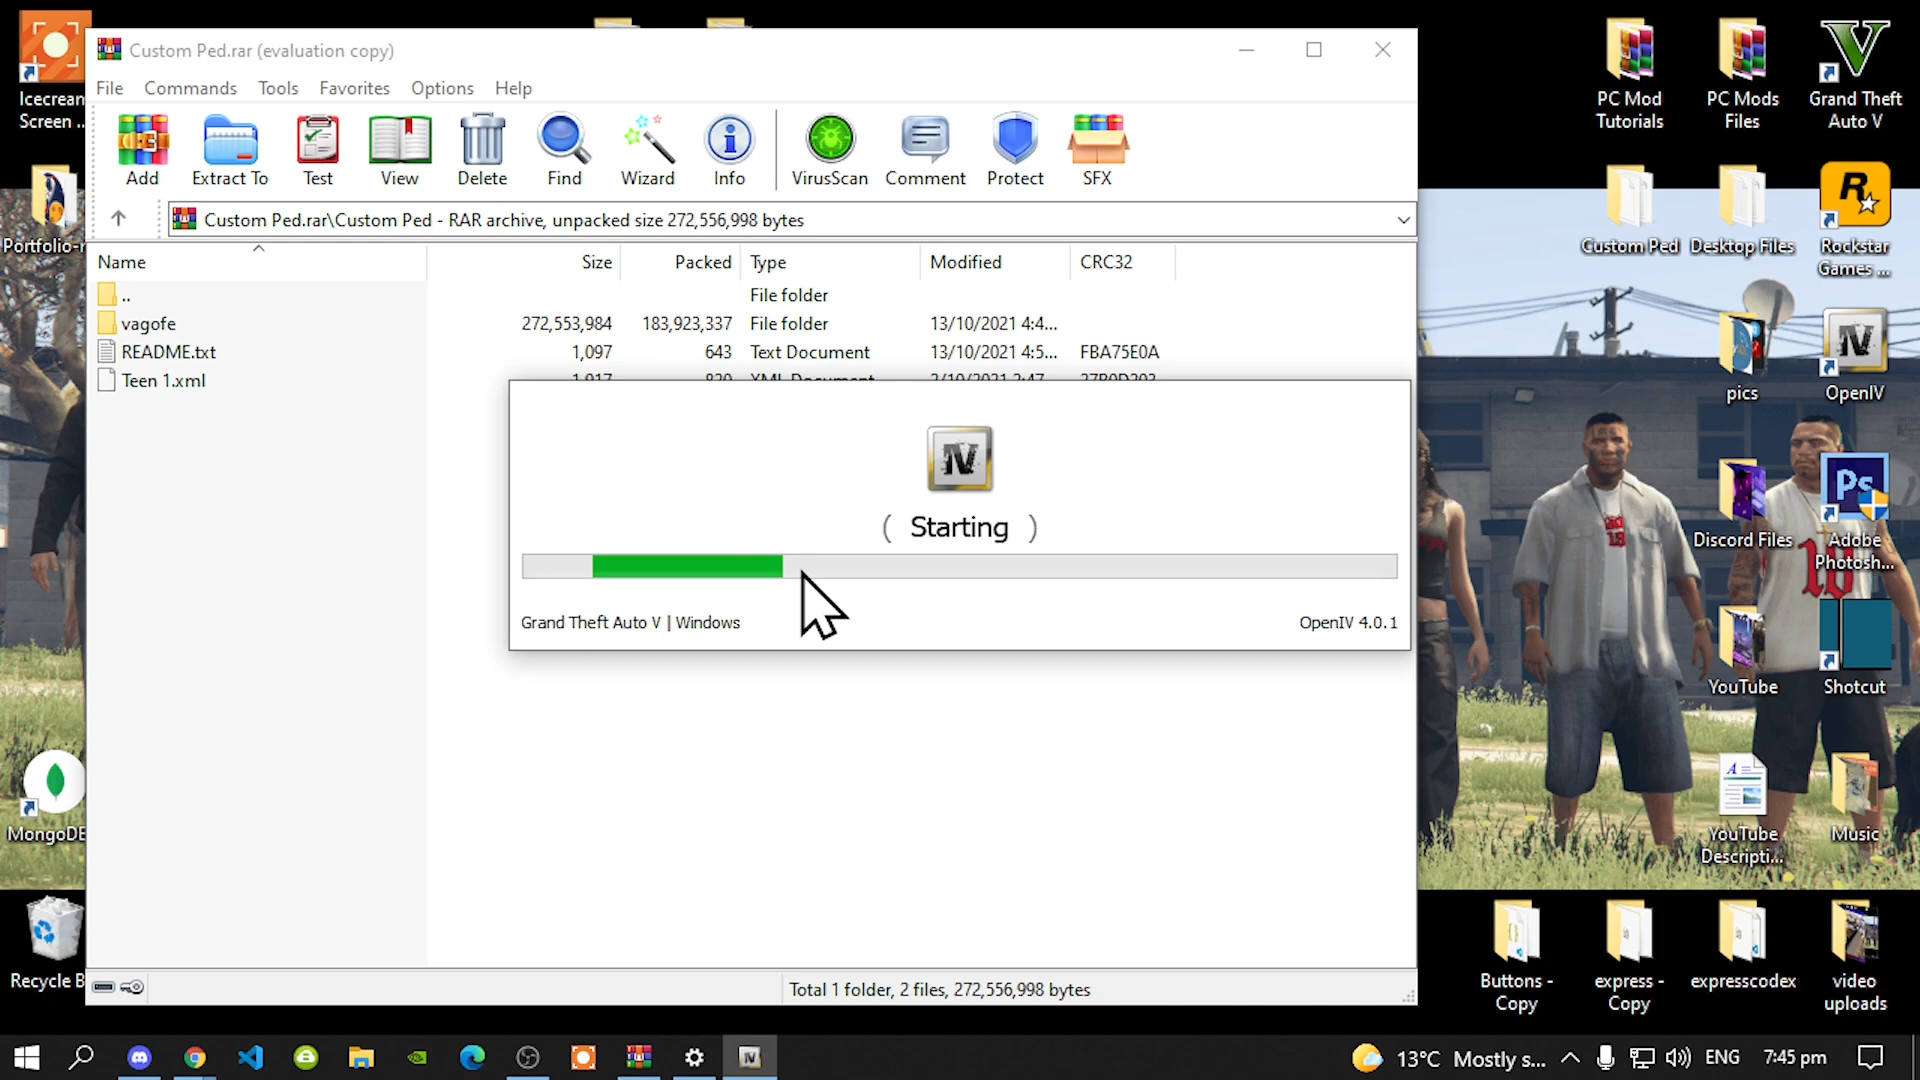 Custom Ped.rar (evaluation copy)
File Commands Tools Favorites Options Help
Add Extract To Test View Delete Find Wizard Info VirusScan Comment Protect SFX
Custom Ped.rar\Custom Ped - RAR archive, unpacked size 272,556,998 bytes
Name Size Packed Type Modified CRC32
.. File folder
vagofe 272,553,984 183,923,337 File folder 13/10/2021 4:4...
README.txt 1,097 643 Text Document 13/10/2021 4:5... FBA75E0A
Teen 1.xml
( Starting )
Grand Theft Auto V | Windows OpenIV 4.0.1
Total 1 folder, 2 files, 272,556,998 bytes
Icecrean
Screen ...
Portfolio-r
MongoDE
Recycle B
PC Mod
Tutorials
PC Mods
Files
Grand Theft
Auto V
Custom Ped
Desktop Files
Rockstar
Games ...
pics
OpenIV
Discord Files
Ps
Adobe
Photosh...
YouTube
Shotcut
YouTube
Descripti...
Music
Buttons -
Copy
express -
Copy
expresscodex
video
uploads
13°C Mostly s... ENG 7:45 pm